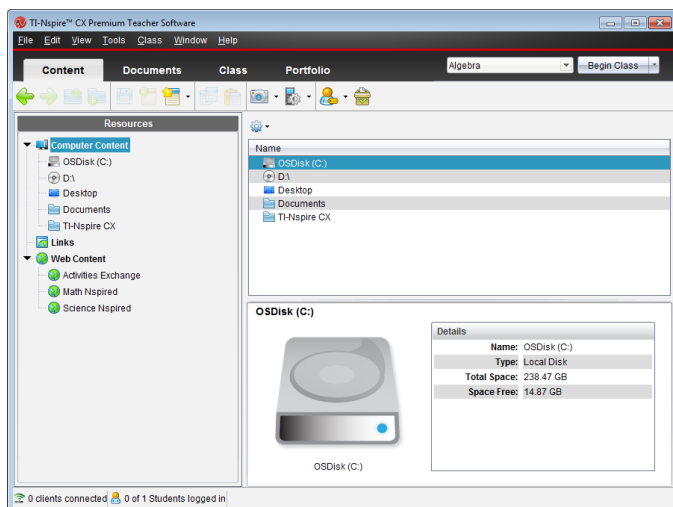 TI-Nspire™ CX Premium Teacher Software
File Edit View Tools Class Window Help
Content Documents Class Portfolio Algebra Begin Class
Resources
Computer Content
OSDisk (C:)
D:\
Desktop
Documents
TI-Nspire CX
Links
Web Content
Activities Exchange
Math Nspired
Science Nspired
Name
OSDisk (C:)
D:\
Desktop
Documents
TI-Nspire CX
OSDisk (C:)
OSDisk (C:)
Details
Name: OSDisk (C:)
Type: Local Disk
Total Space: 238.47 GB
Space Free: 14.87 GB
0 clients connected 0 of 1 Students logged in